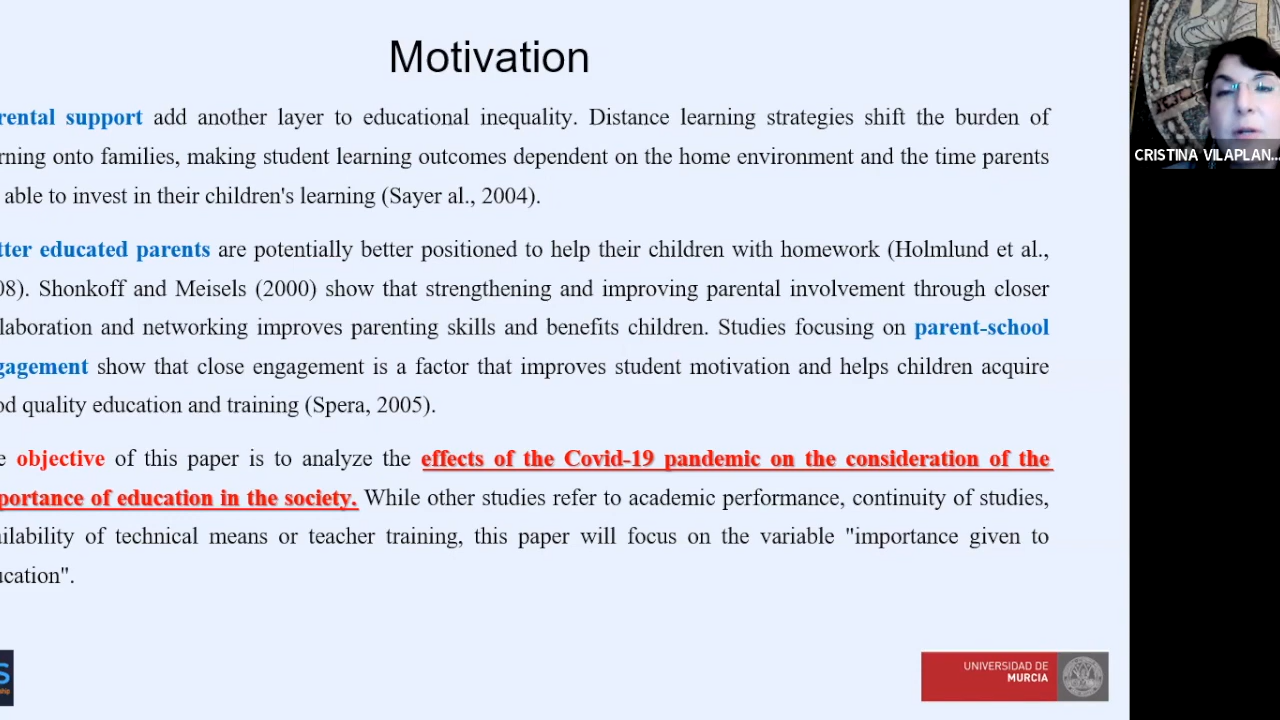 Motivation
rental support add another layer to educational inequality. Distance learning strategies shift the burden of
rning onto families, making student learning outcomes dependent on the home environment and the time parents
able to invest in their children's learning (Sayer al., 2004).
tter educated parents are potentially better positioned to help their children with homework (Holmlund et al.,
08). Shonkoff and Meisels (2000) show that strengthening and improving parental involvement through closer
laboration and networking improves parenting skills and benefits children. Studies focusing on parent-school
gagement show that close engagement is a factor that improves student motivation and helps children acquire
od quality education and training (Spera, 2005).
e objective of this paper is to analyze the effects of the Covid-19 pandemic on the consideration of the
portance of education in the society. While other studies refer to academic performance, continuity of studies,
ilability of technical means or teacher training, this paper will focus on the variable "importance given to
ucation".
CRISTINA VILAPLAN...
S
hip
UNIVERSIDAD DE
MURCIA